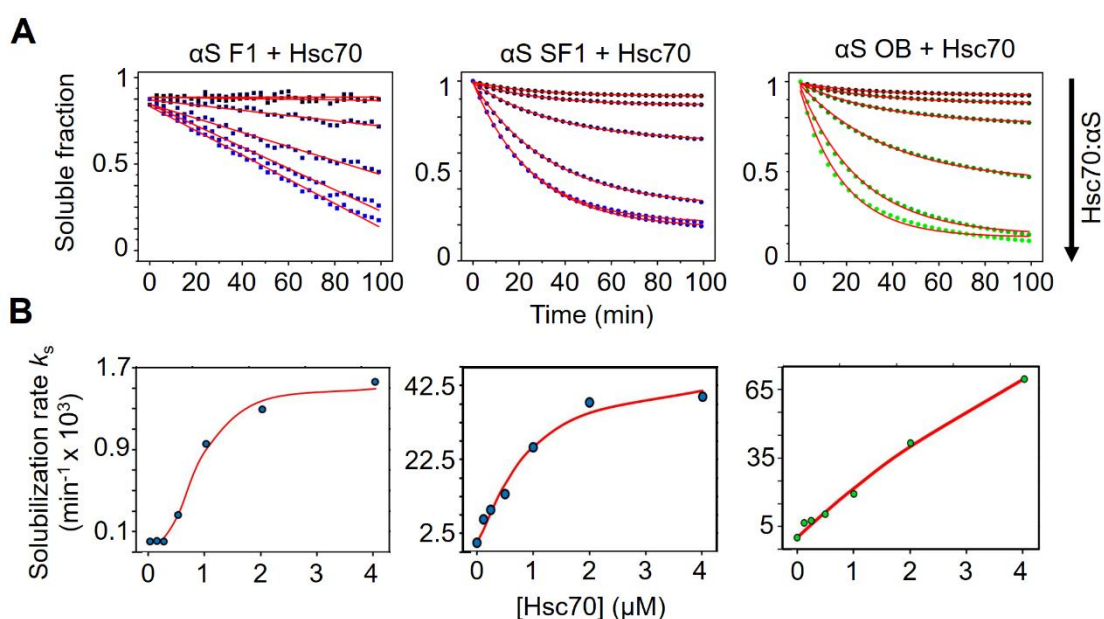 A
αS F1 + Hsc70
αS SF1 + Hsc70
αS OB + Hsc70
Soluble fraction
1
0.5
0
0 20 40 60 80 100
1
0.5
0
0 20 40 60 80 100
1
0.5
0
0 20 40 60 80 100
Hsc70:αS
Time (min)
B
Solubilization rate ks
(min⁻¹ x 10³)
1.7
0.9
0.1
0 1 2 3 4
42.5
22.5
2.5
0 1 2 3 4
65
35
5
0 1 2 3 4
[Hsc70] (μM)